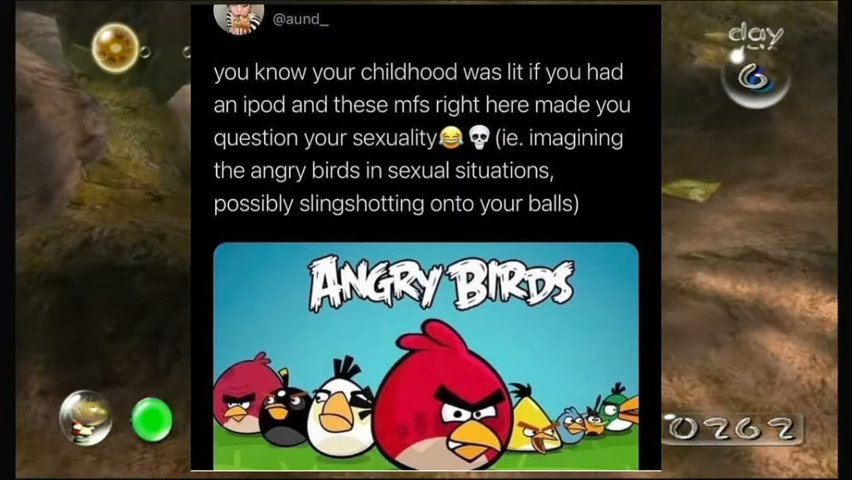 @aund_
day
6
you know your childhood was lit if you had
an ipod and these mfs right here made you
question your sexuality😂💀(ie. imagining
the angry birds in sexual situations,
possibly slingshotting onto your balls)
ANGRY BIRDS
0262